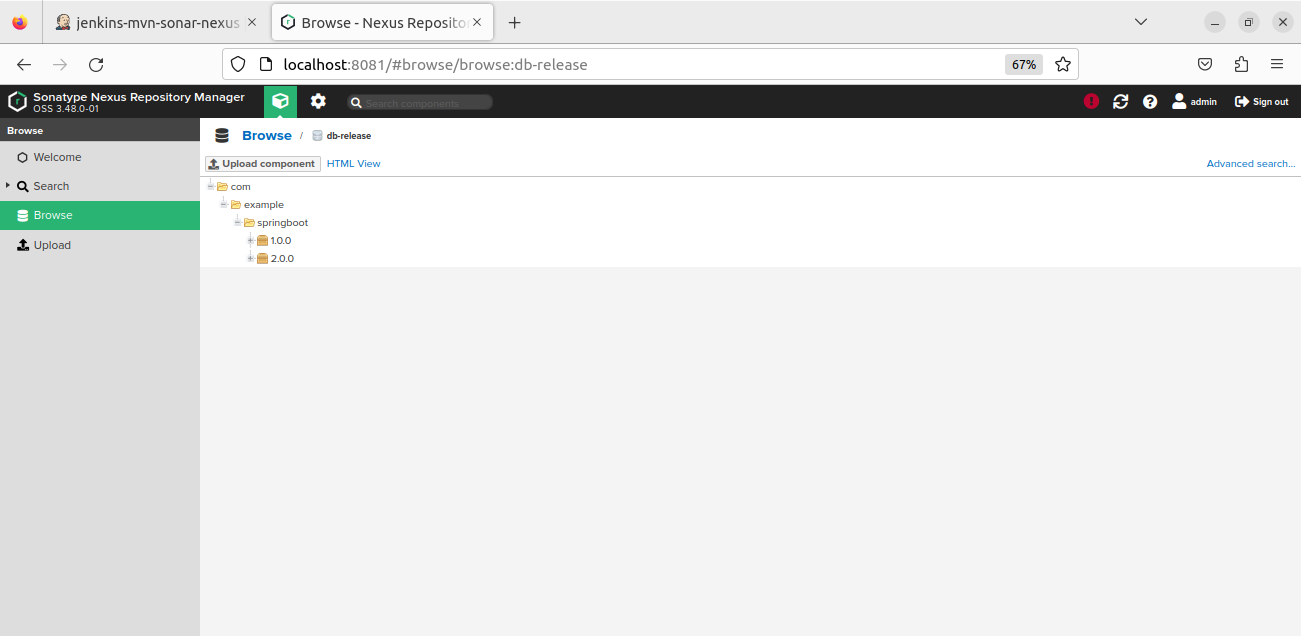 jenkins-mvn-sonar-nexus
Browse - Nexus Reposito
localhost:8081/#browse/browse:db-release
67%
Sonatype Nexus Repository Manager
OSS 3.48.0-01
Search components
admin
Sign out
Browse
Welcome
Search
Browse
Upload
Browse / db-release
Upload component HTML View
Advanced search...
com
example
springboot
1.0.0
2.0.0